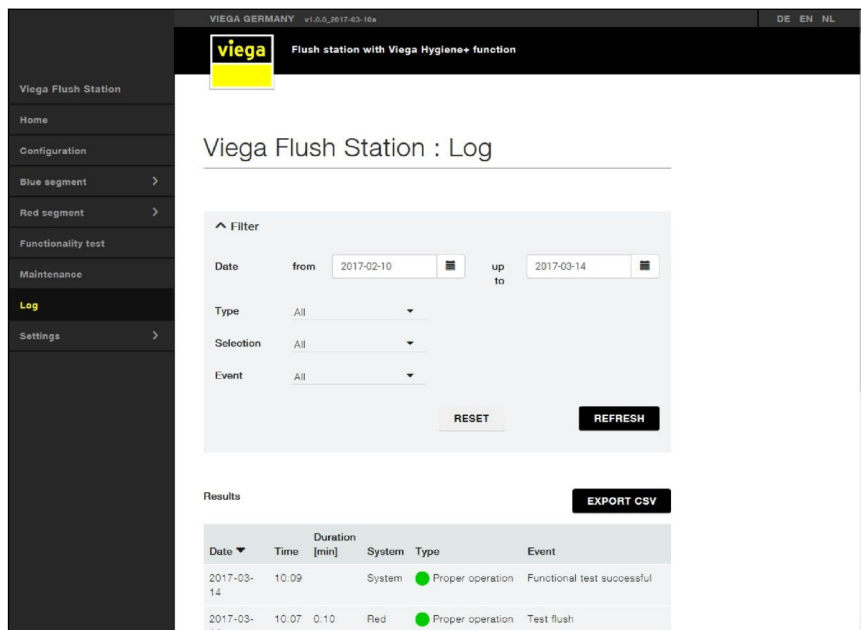 VIEGA GERMANY v1.0.0_2017-03-10a
DE EN NL
viega
Flush station with Viega Hygiene+ function
Viega Flush Station
Home
Configuration
Blue segment
Red segment
Functionality test
Maintenance
Log
Settings
Viega Flush Station : Log
Filter
Date from 2017-02-10 up to 2017-03-14
Type All
Selection All
Event All
RESET REFRESH
Results
EXPORT CSV
Date Time Duration [min] System Type Event
2017-03-14 10:09 System Proper operation Functional test successful
2017-03- 10:07 0:10 Red Proper operation Test flush